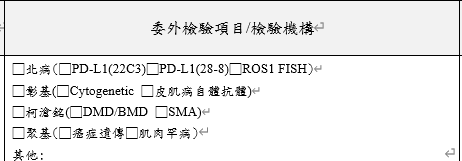 委外檢驗項目/檢驗機構
□北病(□PD-L1(22C3)□PD-L1(28-8)□ROS1 FISH)
□彰基(□Cytogenetic □皮肌病自體抗體)
□柯滄銘(□DMD/BMD □SMA)
□聚基(□癌症遺傳□肌肉罕病)
其他: